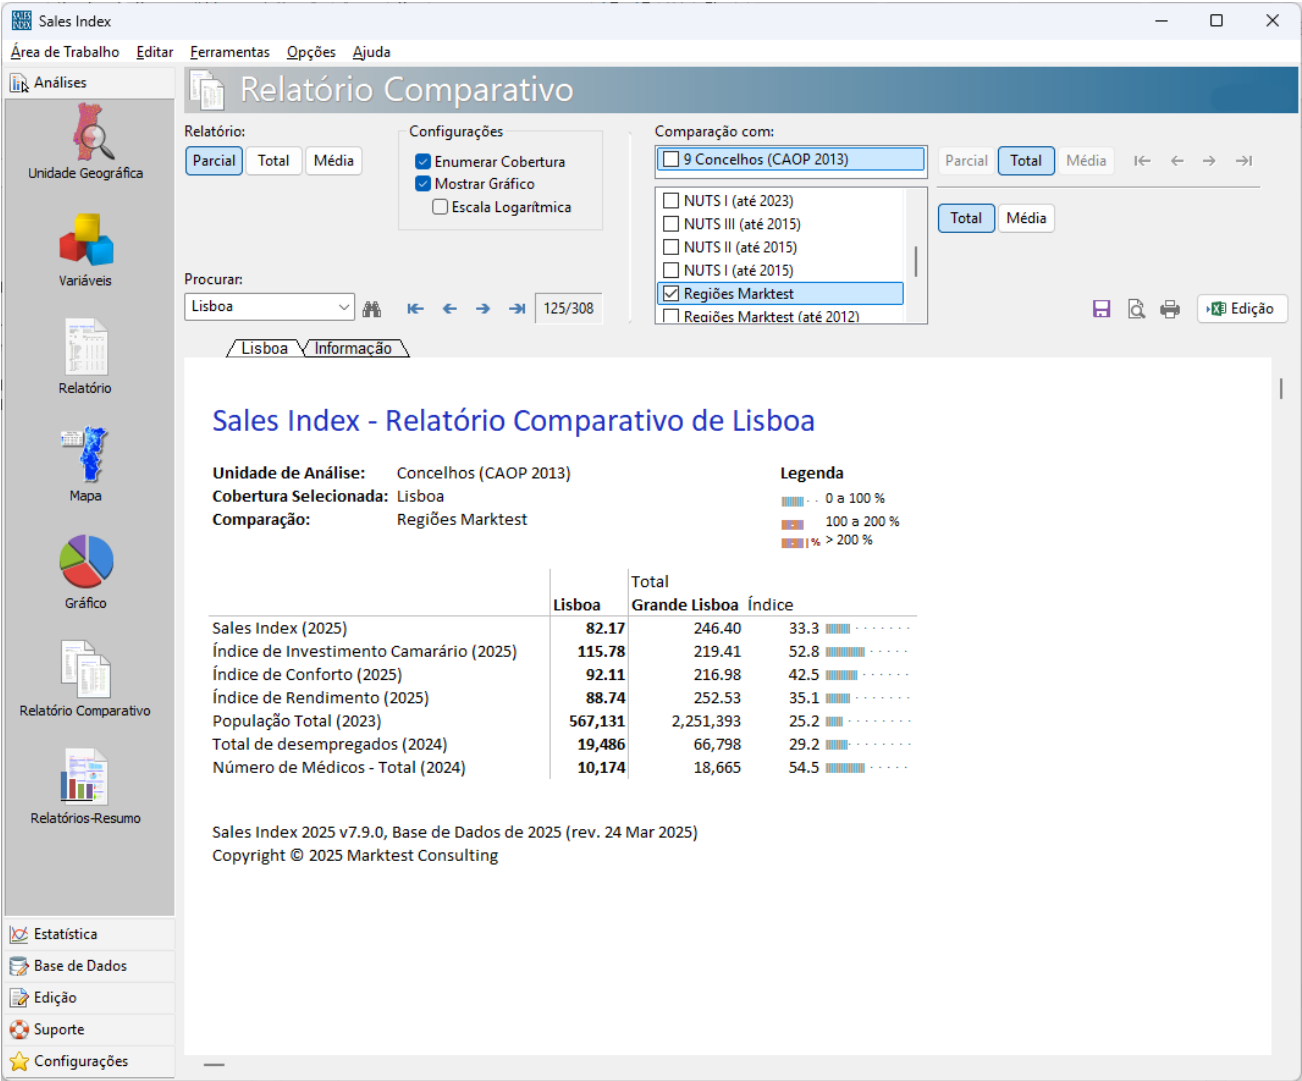 Sales Index
Área de Trabalho Editar Ferramentas Opções Ajuda
Análises
Unidade Geográfica
Variáveis
Relatório
Mapa
Gráfico
Relatório Comparativo
Relatórios-Resumo
Estatística
Base de Dados
Edição
Suporte
Configurações
Relatório Comparativo
Relatório:
Parcial Total Média
Configurações
Enumerar Cobertura
Mostrar Gráfico
Escala Logarítmica
Comparação com:
9 Concelhos (CAOP 2013)
NUTS I (até 2023)
NUTS III (até 2015)
NUTS II (até 2015)
NUTS I (até 2015)
Regiões Marktest
Regiões Marktest (até 2012)
Parcial Total Média
Total Média
Procurar:
Lisboa
125/308
Edição
Lisboa Informação
Sales Index - Relatório Comparativo de Lisboa
Unidade de Análise: Concelhos (CAOP 2013)
Cobertura Selecionada: Lisboa
Comparação: Regiões Marktest
Legenda
0 a 100 %
100 a 200 %
% > 200 %
Total
Lisboa Grande Lisboa Índice
Sales Index (2025) 82.17 246.40 33.3
Índice de Investimento Camarário (2025) 115.78 219.41 52.8
Índice de Conforto (2025) 92.11 216.98 42.5
Índice de Rendimento (2025) 88.74 252.53 35.1
População Total (2023) 567,131 2,251,393 25.2
Total de desempregados (2024) 19,486 66,798 29.2
Número de Médicos - Total (2024) 10,174 18,665 54.5
Sales Index 2025 v7.9.0, Base de Dados de 2025 (rev. 24 Mar 2025)
Copyright © 2025 Marktest Consulting